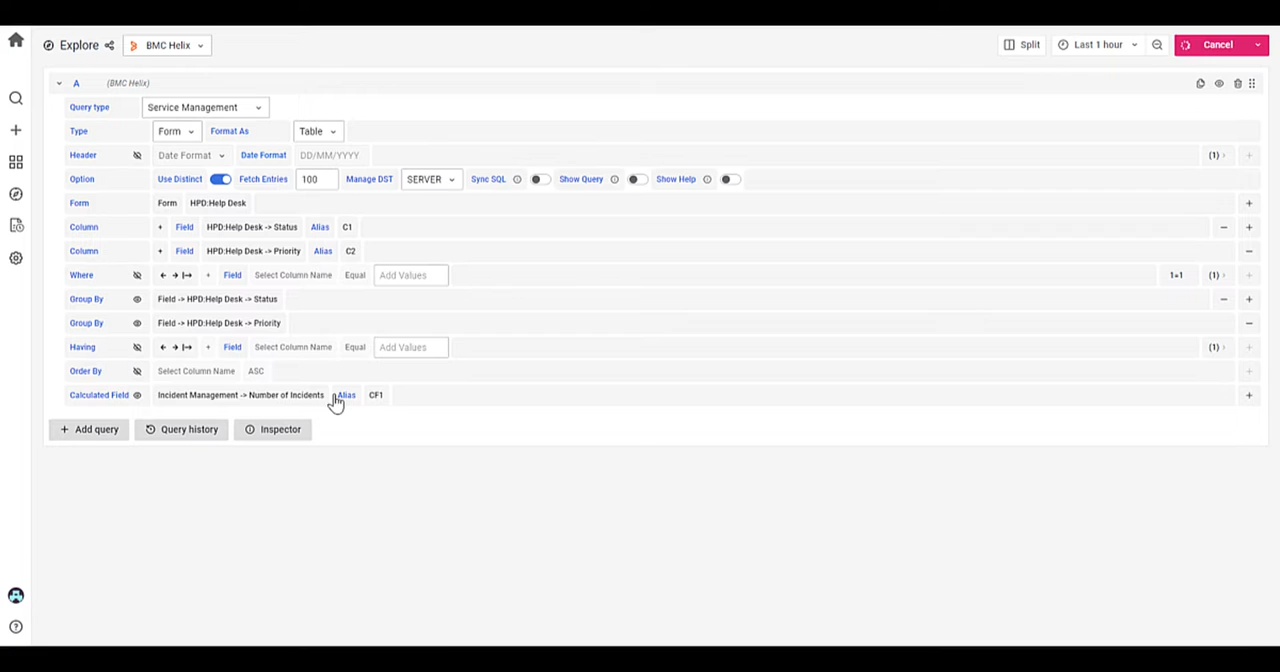 Explore BMC Helix Split Last 1 hour Cancel
A (BMC Helix)
Query type Service Management
Type Form Format As Table
Header Date Format Date Format DD/MM/YYYY (1)
Option Use Distinct Fetch Entries 100 Manage DST SERVER Sync SQL Show Query Show Help
Form Form HPD:Help Desk +
Column + Field HPD:Help Desk -> Status Alias C1 - +
Column + Field HPD:Help Desk -> Priority Alias C2 -
Where + Field Select Column Name Equal Add Values 1=1 (1) +
Group By Field -> HPD:Help Desk -> Status - +
Group By Field -> HPD:Help Desk -> Priority -
Having + Field Select Column Name Equal Add Values (1) +
Order By Select Column Name ASC +
Calculated Field Incident Management -> Number of Incidents Alias CF1 +
+ Add query Query history Inspector